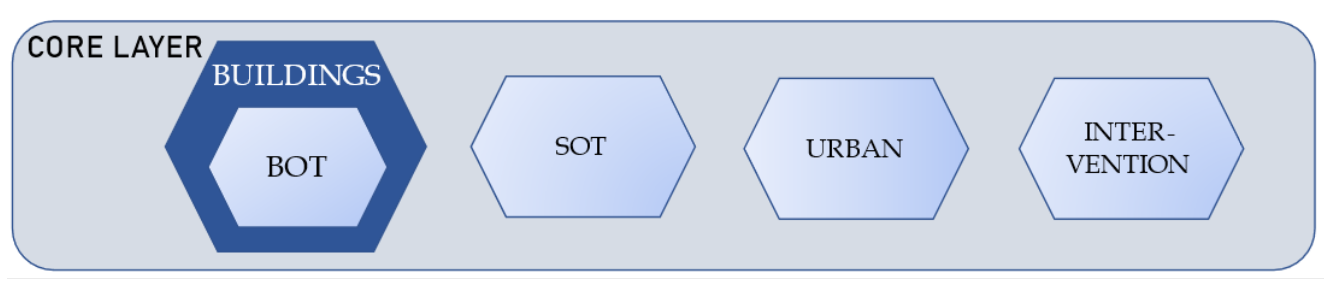 CORE LAYER
BUILDINGS
BOT
SOT
URBAN
INTER-
VENTION